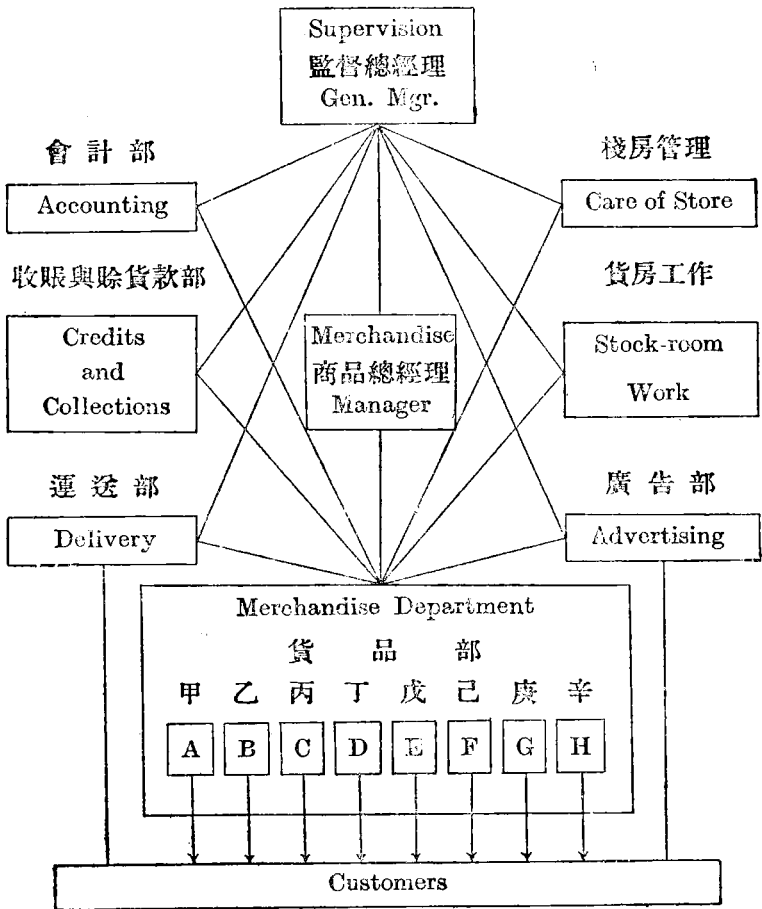 Supervision
監督總經理
Gen. Mgr.
會計部
Accounting
棧房管理
Care of Store
收賬與賒貨款部
Credits
and
Collections
Merchandise
商品總經理
Manager
貨房工作
Stock-room
Work
運送部
Delivery
廣告部
Advertising
Merchandise Department
貨品部
甲 乙 丙 丁 戊 己 庚 辛
A B C D E F G H
Customers